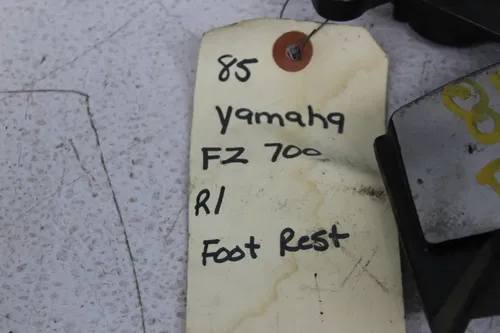 85
Yamaha
FZ 700
R1
Foot Rest